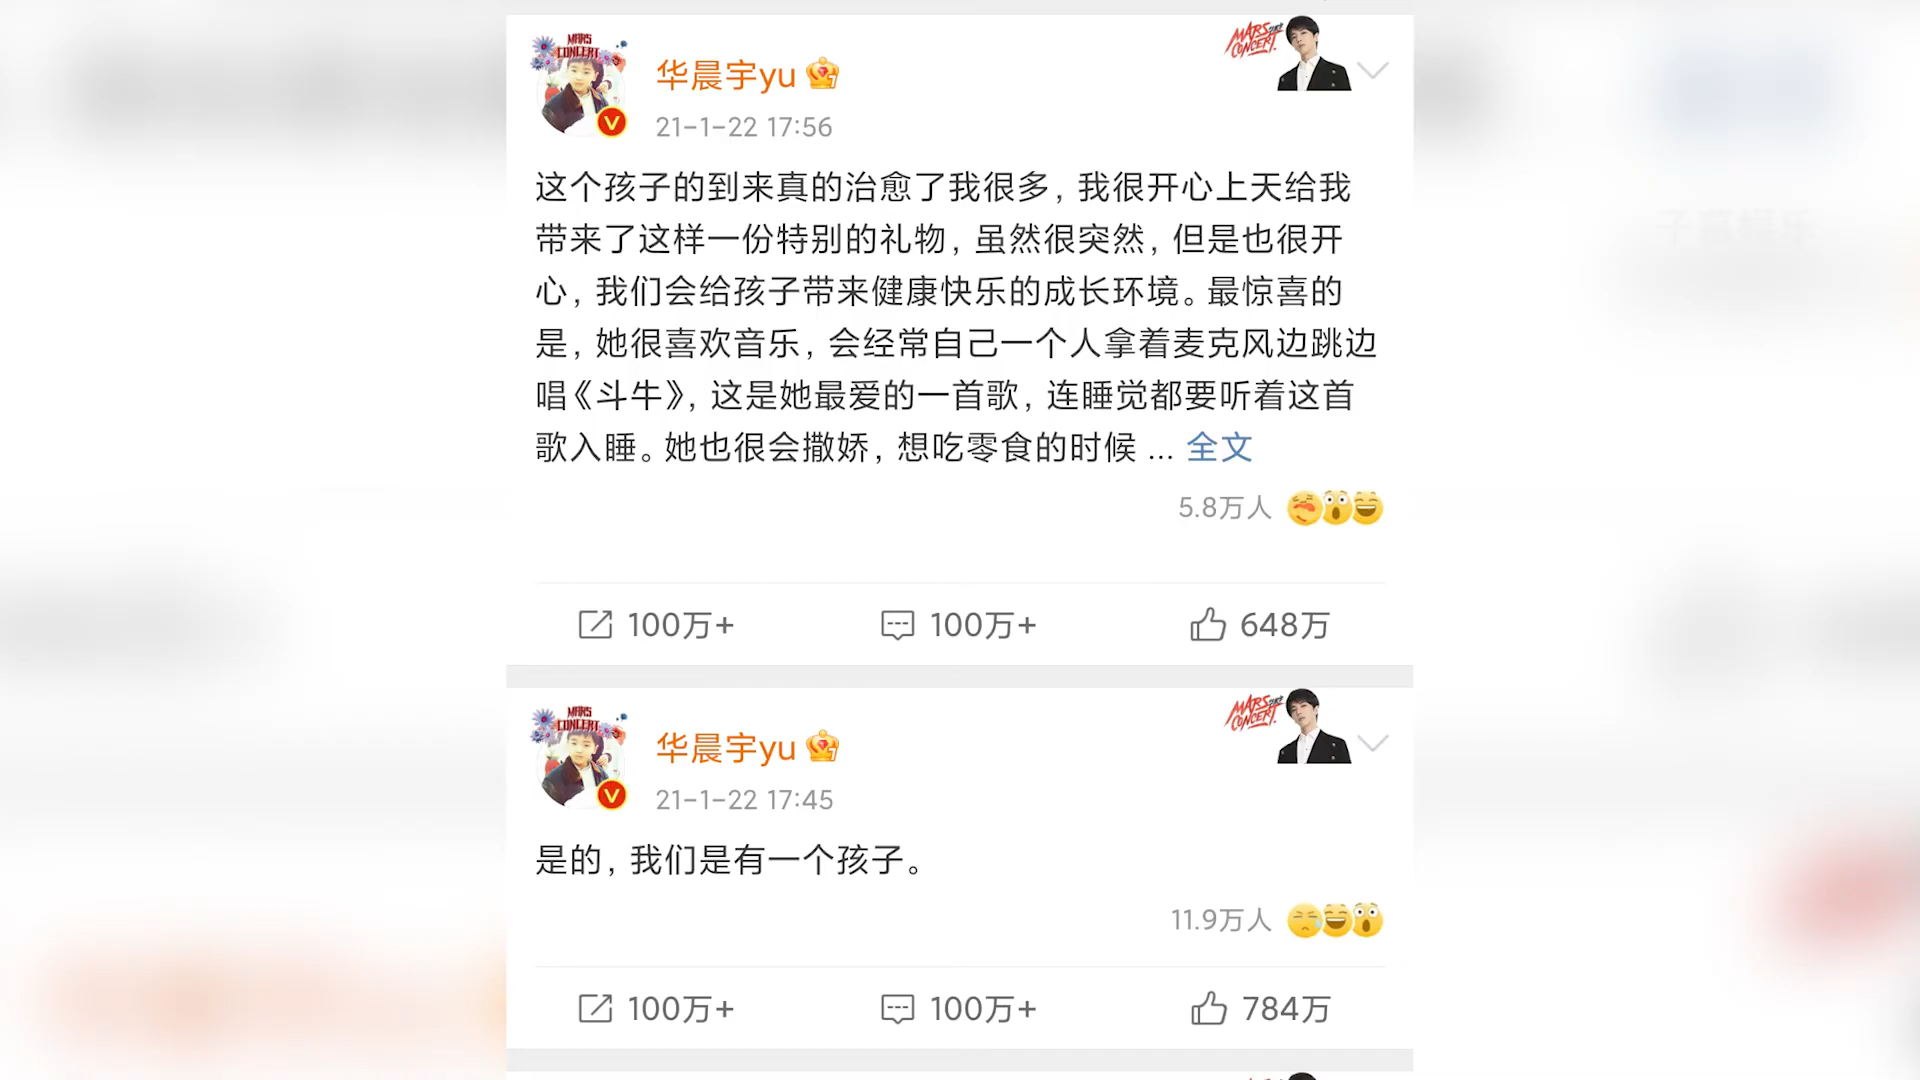 MARS
CONCERT
华晨宇yu
21-1-22 17:56
MARS
CONCERT
这个孩子的到来真的治愈了我很多，我很开心上天给我
带来了这样一份特别的礼物，虽然很突然，但是也很开
心，我们会给孩子带来健康快乐的成长环境。最惊喜的
是，她很喜欢音乐，会经常自己一个人拿着麦克风边跳边
唱《斗牛》，这是她最爱的一首歌，连睡觉都要听着这首
歌入睡。她也很会撒娇，想吃零食的时候 ... 全文
5.8万人
100万+
100万+
648万
MARS
CONCERT
华晨宇yu
21-1-22 17:45
MARS
CONCERT
是的，我们是有一个孩子。
11.9万人
100万+
100万+
784万